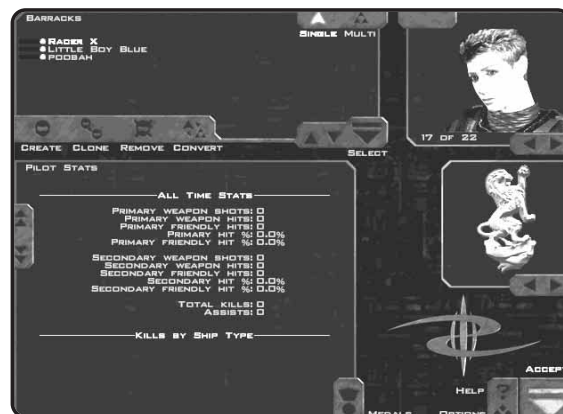 BARRACKS
SINGLE MULTI
RACER X
LITTLE BOY BLUE
POOBAH
17 OF 22
CREATE CLONE REMOVE CONVERT
SELECT
PILOT STATS
ALL TIME STATS
PRIMARY WEAPON SHOTS: 0
PRIMARY WEAPON HITS: 0
PRIMARY FRIENDLY HITS: 0
PRIMARY HIT %: 0.0%
PRIMARY FRIENDLY HIT %: 0.0%
SECONDARY WEAPON SHOTS: 0
SECONDARY WEAPON HITS: 0
SECONDARY FRIENDLY HITS: 0
SECONDARY HIT %: 0.0%
SECONDARY FRIENDLY HIT %: 0.0%
TOTAL KILLS: 0
ASSISTS: 0
KILLS BY SHIP TYPE
ACCEPT
HELP
MEDALS OPTIONS